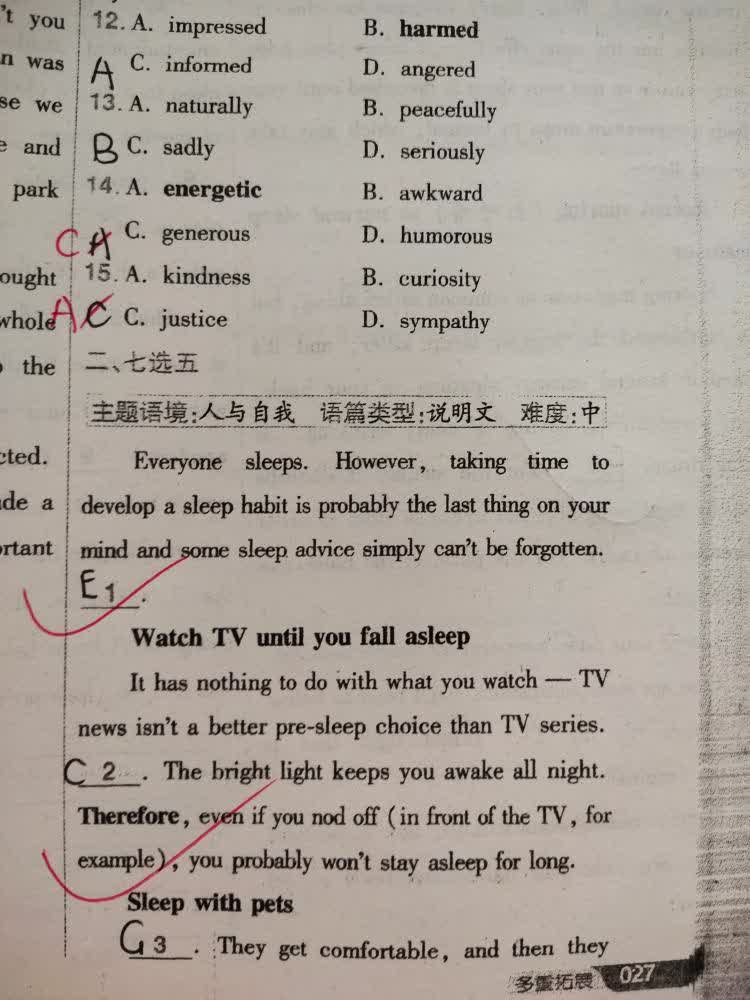 't you
n was
se we
e and
park
ought
whole
the
cted.
de a
ortant
12. A. impressed B. harmed
A C. informed D. angered
13. A. naturally B. peacefully
B C. sadly D. seriously
14. A. energetic B. awkward
C A C. generous D. humorous
15. A. kindness B. curiosity
A C C. justice D. sympathy
二、七选五
主题语境:人与自我 语篇类型:说明文 难度:中
Everyone sleeps. However, taking time to
develop a sleep habit is probably the last thing on your
mind and some sleep advice simply can't be forgotten.
E 1 .
Watch TV until you fall asleep
It has nothing to do with what you watch — TV
news isn't a better pre-sleep choice than TV series.
C 2 . The bright light keeps you awake all night.
Therefore, even if you nod off (in front of the TV, for
example), you probably won't stay asleep for long.
Sleep with pets
G 3 . They get comfortable, and then they
多重拓展 027